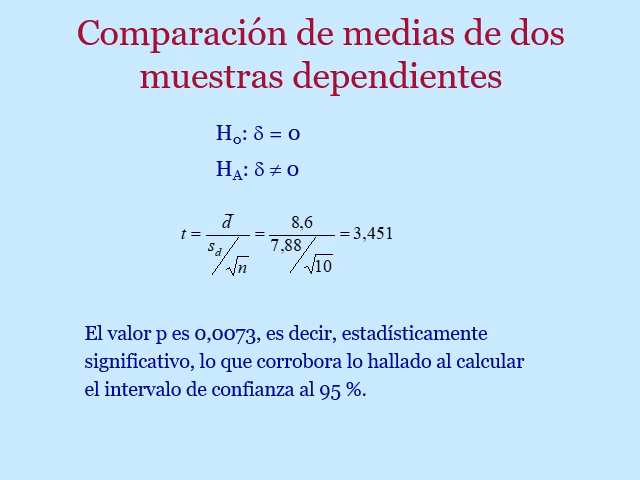 Comparación de medias de dos
muestras dependientes
H₀: δ = 0
H_A: δ ≠ 0
t = d̄ / (s_d / √n) = 8,6 / (7,88 / √10) = 3,451
El valor p es 0,0073, es decir, estadísticamente
significativo, lo que corrobora lo hallado al calcular
el intervalo de confianza al 95 %.